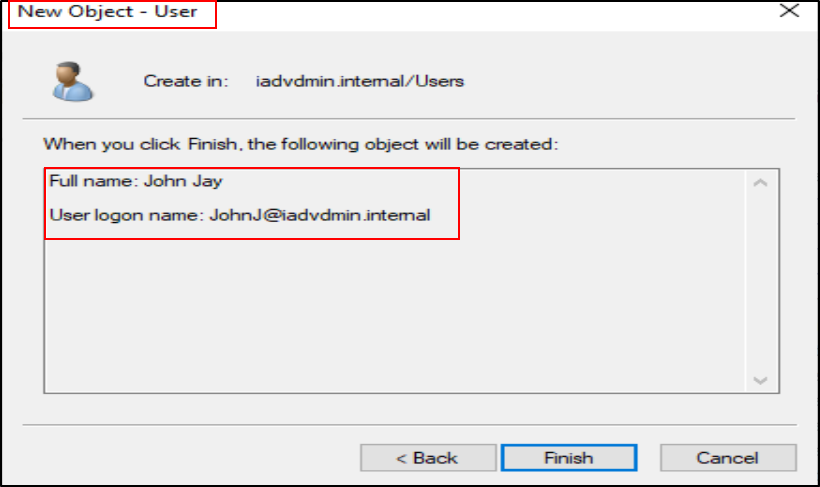 New Object - User
Create in: iadvdmin.internal/Users
When you click Finish, the following object will be created:
Full name: John Jay
User logon name: JohnJ@iadvdmin.internal
< Back Finish Cancel